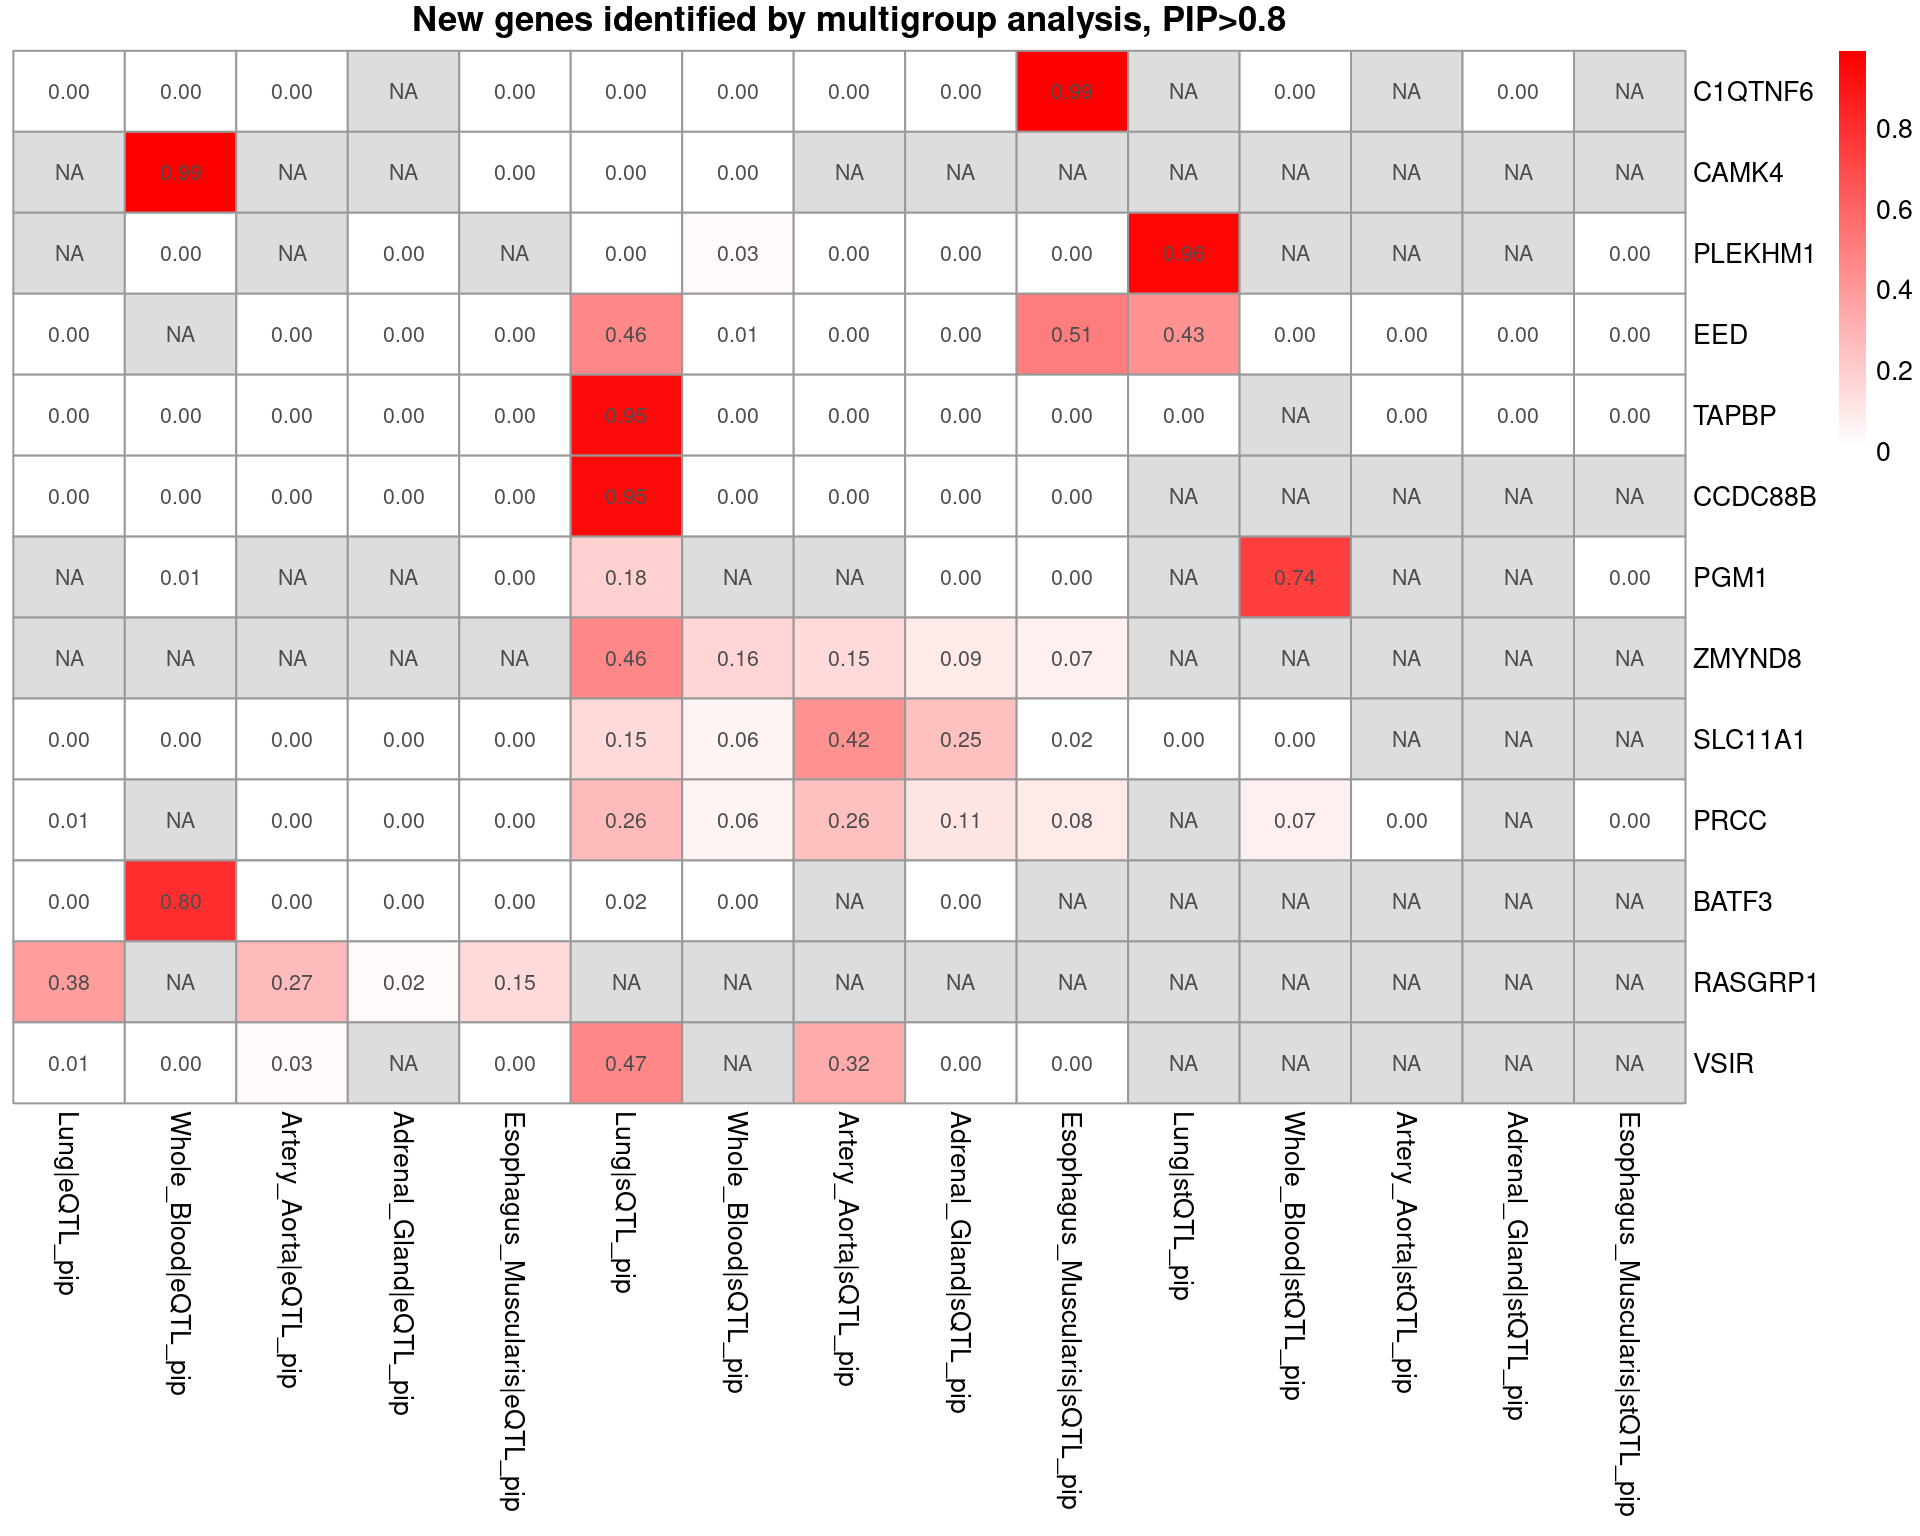 New genes identified by multigroup analysis, PIP>0.8
0.00 0.00 0.00 NA 0.00 0.00 0.00 0.00 0.00 0.99 NA 0.00 NA 0.00 NA C1QTNF6
NA 0.99 NA NA 0.00 0.00 0.00 NA NA NA NA NA NA NA NA CAMK4
NA 0.00 NA 0.00 NA 0.00 0.03 0.00 0.00 0.00 0.96 NA NA NA 0.00 PLEKHM1
0.00 NA 0.00 0.00 0.00 0.46 0.01 0.00 0.00 0.51 0.43 0.00 0.00 0.00 0.00 EED
0.00 0.00 0.00 0.00 0.00 0.95 0.00 0.00 0.00 0.00 0.00 NA 0.00 0.00 0.00 TAPBP
0.00 0.00 0.00 0.00 0.00 0.95 0.00 0.00 0.00 0.00 NA NA NA NA NA CCDC88B
NA 0.01 NA NA 0.00 0.18 NA NA 0.00 0.00 NA 0.74 NA NA 0.00 PGM1
NA NA NA NA NA 0.46 0.16 0.15 0.09 0.07 NA NA NA NA NA ZMYND8
0.00 0.00 0.00 0.00 0.00 0.15 0.06 0.42 0.25 0.02 0.00 0.00 NA NA NA SLC11A1
0.01 NA 0.00 0.00 0.00 0.26 0.06 0.26 0.11 0.08 NA 0.07 0.00 NA 0.00 PRCC
0.00 0.80 0.00 0.00 0.00 0.02 0.00 NA 0.00 NA NA NA NA NA NA BATF3
0.38 NA 0.27 0.02 0.15 NA NA NA NA NA NA NA NA NA NA RASGRP1
0.01 0.00 0.03 NA 0.00 0.47 NA 0.32 0.00 0.00 NA NA NA NA NA VSIR
Lung|eQTL_pip
Whole_Blood|eQTL_pip
Artery_Aorta|eQTL_pip
Adrenal_Gland|eQTL_pip
Esophagus_Muscularis|eQTL_pip
Lung|sQTL_pip
Whole_Blood|sQTL_pip
Artery_Aorta|sQTL_pip
Adrenal_Gland|sQTL_pip
Esophagus_Muscularis|sQTL_pip
Lung|stQTL_pip
Whole_Blood|stQTL_pip
Artery_Aorta|stQTL_pip
Adrenal_Gland|stQTL_pip
Esophagus_Muscularis|stQTL_pip
0.8
0.6
0.4
0.2
0